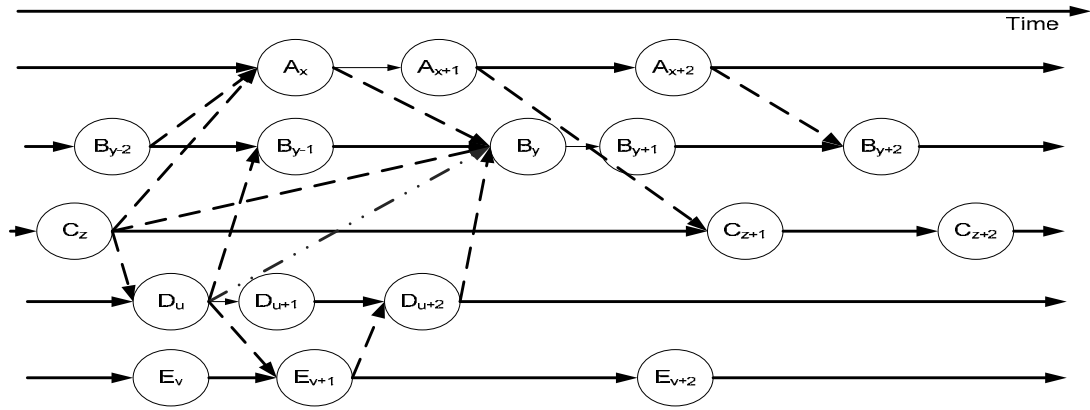 Time
Ax Ax+1 Ax+2
By-2 By-1 By By+1 By+2
Cz Cz+1 Cz+2
Du Du+1 Du+2
Ev Ev+1 Ev+2